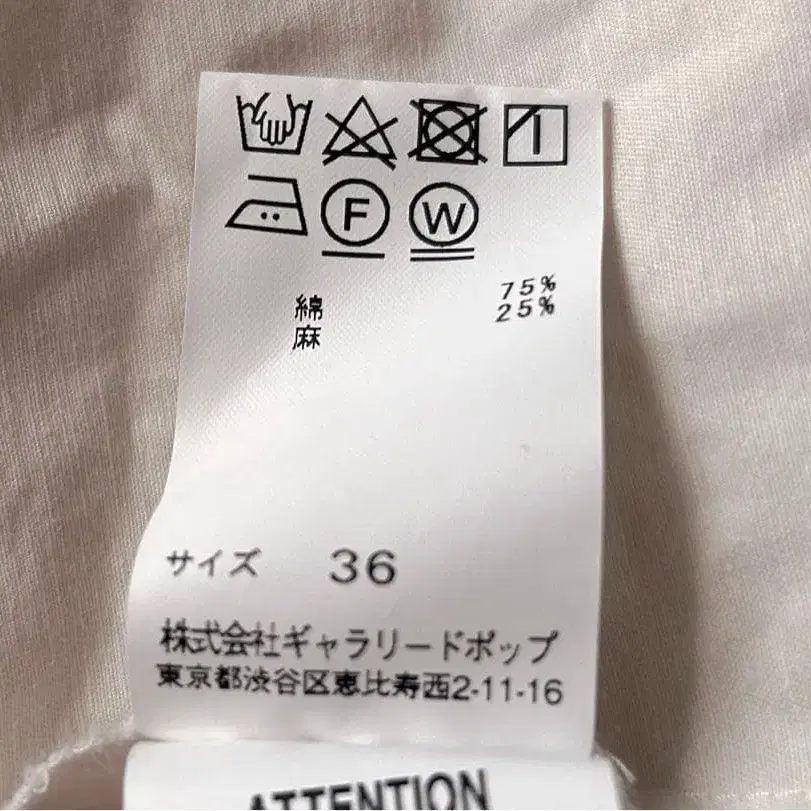 F W
綿 75%
麻 25%
サイズ 36
株式会社ギャラリードポップ
東京都渋谷区恵比寿西2-11-16
ATTENTION